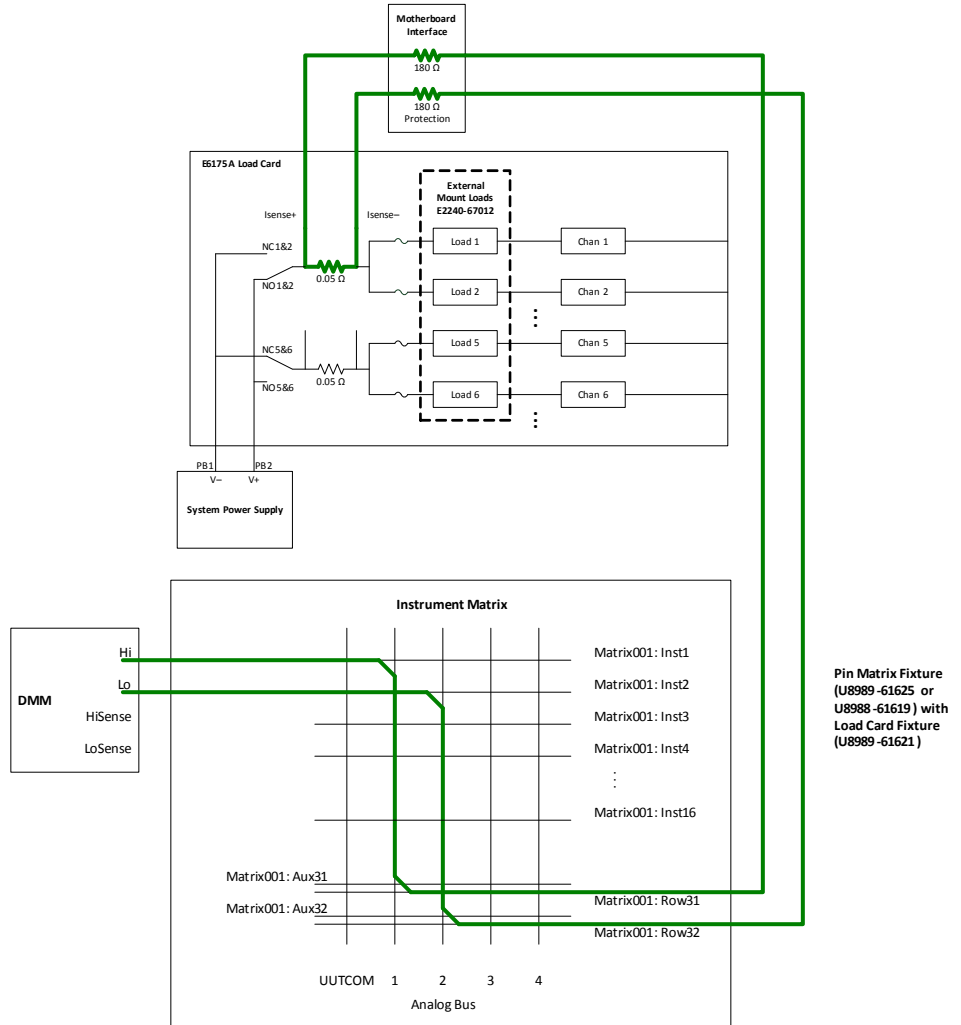 Motherboard
Interface
180 Ω
180 Ω
Protection
E6175A Load Card
External
Mount Loads
E2240-67012
Isense+
Isense–
NC1&2
Load 1
Chan 1
NO1&2
0.05 Ω
Load 2
Chan 2
⋮
NC5&6
Load 5
Chan 5
NO5&6
0.05 Ω
Load 6
Chan 6
⋮
PB1
PB2
V–
V+
System Power Supply
Instrument Matrix
DMM
Hi
Lo
HiSense
LoSense
Matrix001: Inst1
Matrix001: Inst2
Matrix001: Inst3
Matrix001: Inst4
⋮
Matrix001: Inst16
Matrix001: Aux31
Matrix001: Row31
Matrix001: Aux32
Matrix001: Row32
UUTCOM 1 2 3 4
Analog Bus
Pin Matrix Fixture
(U8989-61625 or
U8988-61619) with
Load Card Fixture
(U8989-61621)